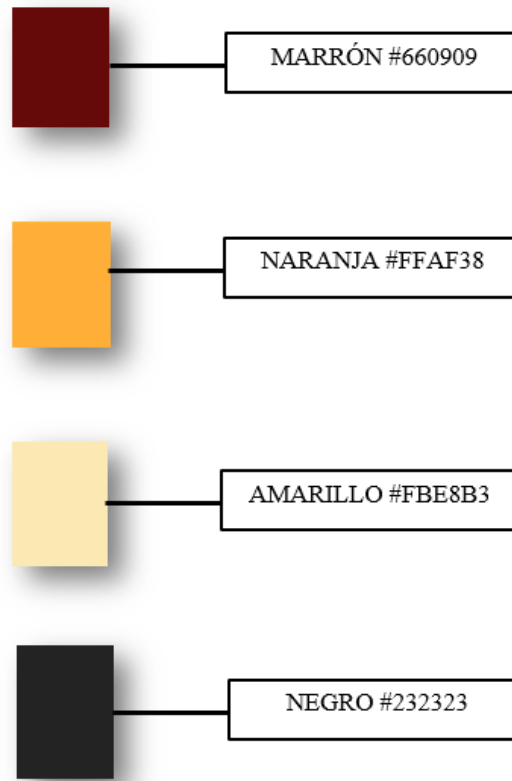 MARRÓN #660909
NARANJA #FFAF38
AMARILLO #FBE8B3
NEGRO #232323